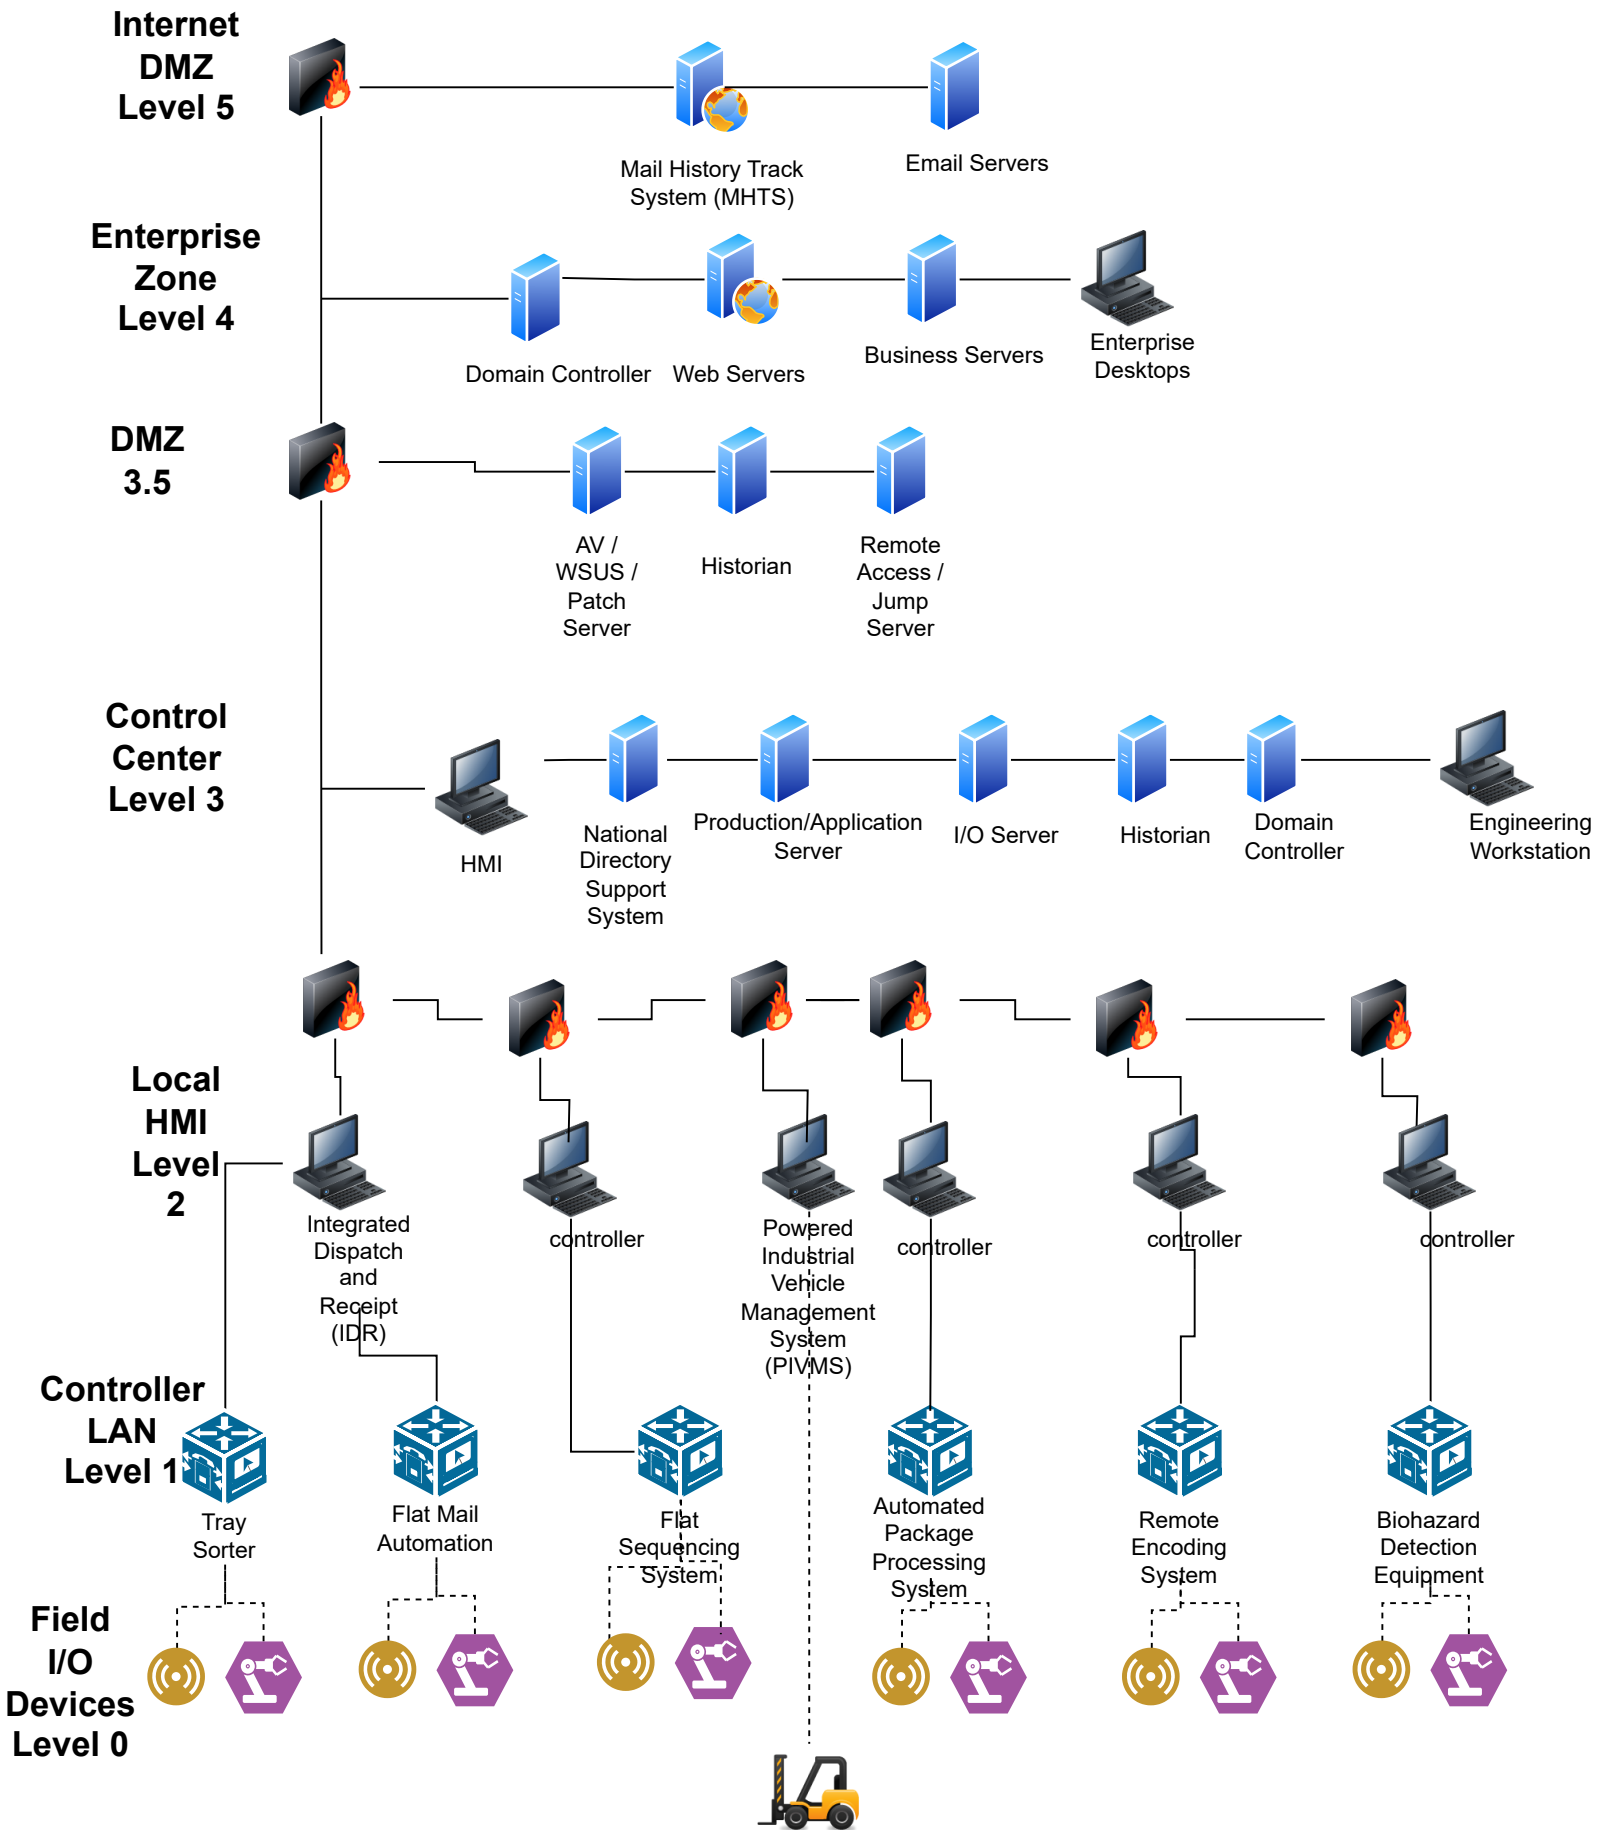 Internet
DMZ
Level 5
Mail History Track
System (MHTS)
Email Servers
Enterprise
Zone
Level 4
Domain Controller
Web Servers
Business Servers
Enterprise
Desktops
DMZ
3.5
AV /
WSUS /
Patch
Server
Historian
Remote
Access /
Jump
Server
Control
Center
Level 3
HMI
National
Directory
Support
System
Production/Application
Server
I/O Server
Historian
Domain
Controller
Engineering
Workstation
Local
HMI
Level
2
Integrated
Dispatch
and
Receipt
(IDR)
controller
Powered
Industrial
Vehicle
Management
System
(PIVMS)
controller
controller
controller
Controller
LAN
Level 1
Tray
Sorter
Flat Mail
Automation
Flat
Sequencing
System
Automated
Package
Processing
System
Remote
Encoding
System
Biohazard
Detection
Equipment
Field
I/O
Devices
Level 0